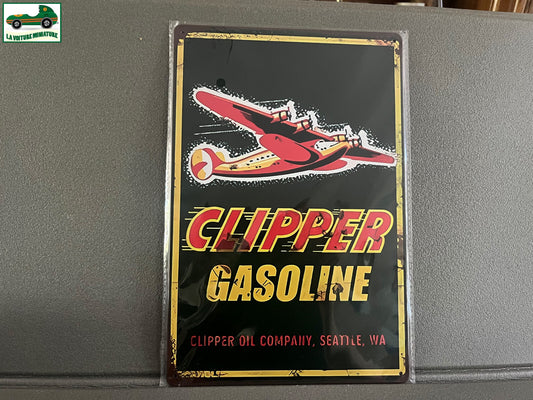 LA VOITURE MINIATURE
CLIPPER
GASOLINE
CLIPPER OIL COMPANY, SEATTLE, WA